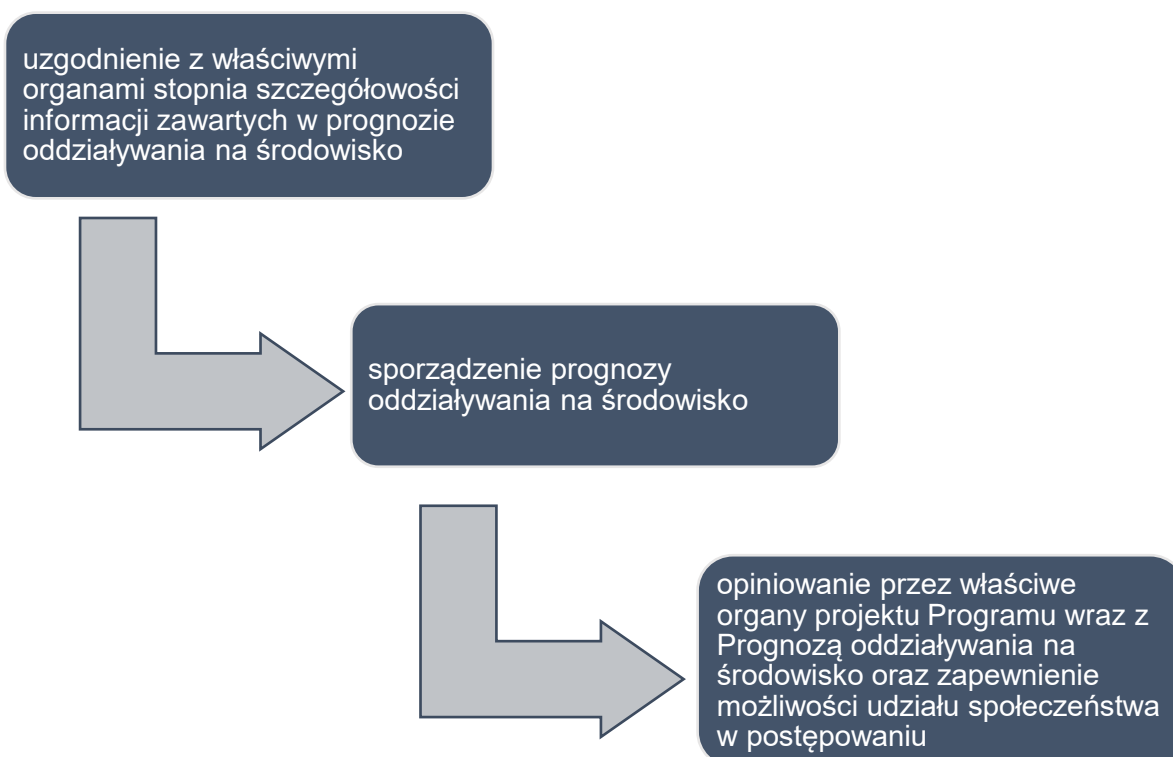 uzgodnienie z właściwymi
organami stopnia szczegółowości
informacji zawartych w prognozie
oddziaływania na środowisko
sporządzenie prognozy
oddziaływania na środowisko
opiniowanie przez właściwe
organy projektu Programu wraz z
Prognozą oddziaływania na
środowisko oraz zapewnienie
możliwości udziału społeczeństwa
w postępowaniu